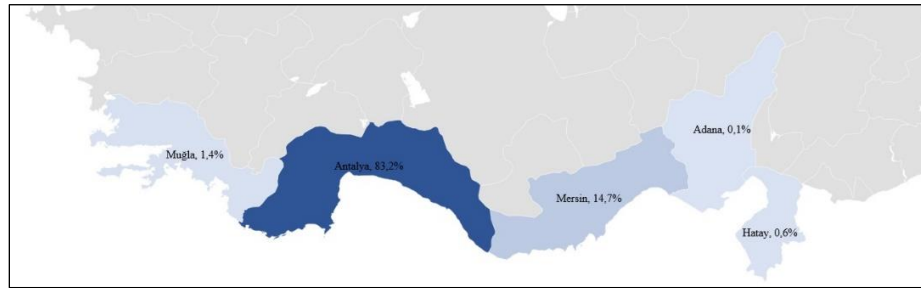 Muğla, 1,4%
Antalya, 83,2%
Mersin, 14,7%
Adana, 0,1%
Hatay, 0,6%